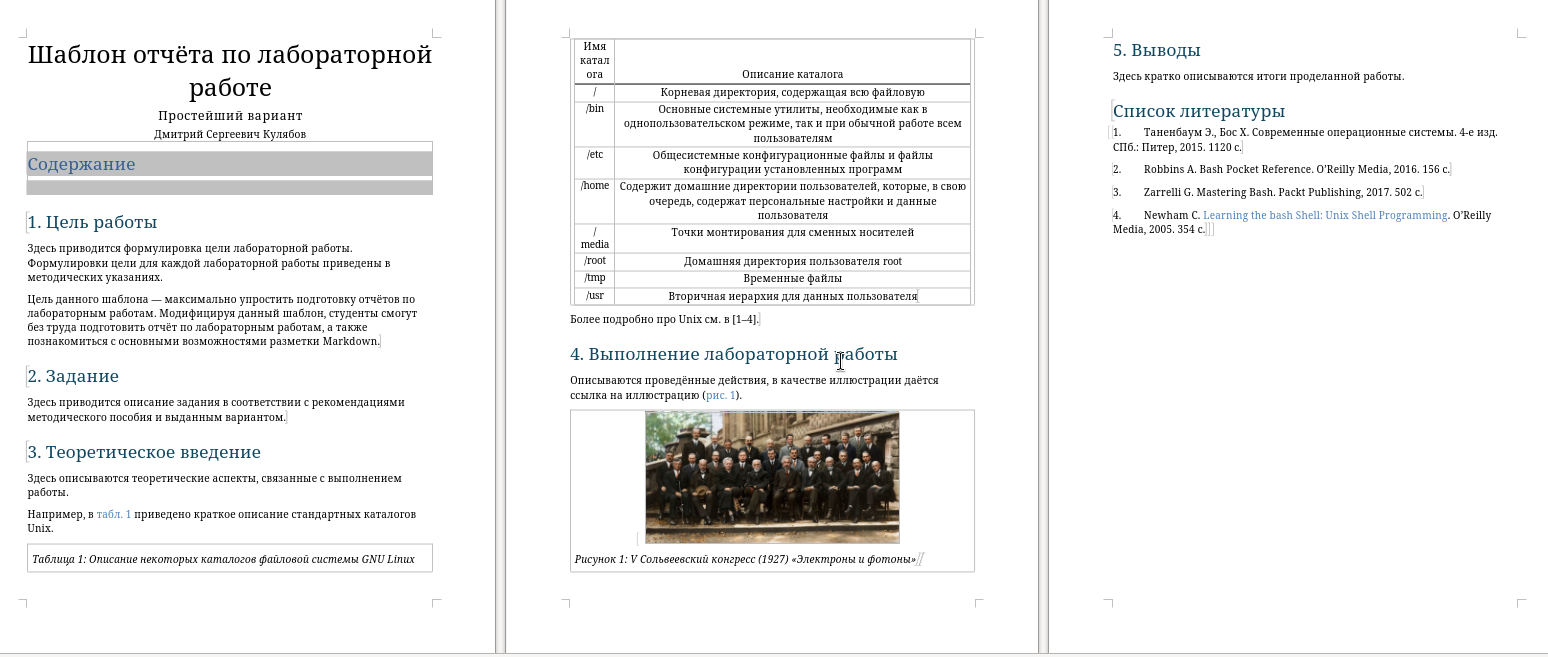 Шаблон отчёта по лабораторной
работе
Простейший вариант
Дмитрий Сергеевич Кулябов
Содержание
1. Цель работы
Здесь приводится формулировка цели лабораторной работы.
Формулировки цели для каждой лабораторной работы приведены в
методических указаниях.
Цель данного шаблона — максимально упростить подготовку отчётов по
лабораторным работам. Модифицируя данный шаблон, студенты смогут
без труда подготовить отчёт по лабораторным работам, а также
познакомиться с основными возможностями разметки Markdown.
2. Задание
Здесь приводится описание задания в соответствии с рекомендациями
методического пособия и выданным вариантом.
3. Теоретическое введение
Здесь описываются теоретические аспекты, связанные с выполнением
работы.
Например, в табл. 1 приведено краткое описание стандартных каталогов
Unix.
Таблица 1: Описание некоторых каталогов файловой системы GNU Linux
Имя
катал
ога
Описание каталога
/
Корневая директория, содержащая всю файловую
/bin
Основные системные утилиты, необходимые как в
однопользовательском режиме, так и при обычной работе всем
пользователям
/etc
Общесистемные конфигурационные файлы и файлы
конфигурации установленных программ
/home
Содержит домашние директории пользователей, которые, в свою
очередь, содержат персональные настройки и данные
пользователя
/
media
Точки монтирования для сменных носителей
/root
Домашняя директория пользователя root
/tmp
Временные файлы
/usr
Вторичная иерархия для данных пользователя
Более подробно про Unix см. в [1–4].
4. Выполнение лабораторной работы
Описываются проведённые действия, в качестве иллюстрации даётся
ссылка на иллюстрацию (рис. 1).
Рисунок 1: V Сольвеевский конгресс (1927) «Электроны и фотоны»
5. Выводы
Здесь кратко описываются итоги проделанной работы.
Список литературы
1. Таненбаум Э., Бос Х. Современные операционные системы. 4-е изд.
СПб.: Питер, 2015. 1120 с.
2. Robbins A. Bash Pocket Reference. O’Reilly Media, 2016. 156 с.
3. Zarrelli G. Mastering Bash. Packt Publishing, 2017. 502 с.
4. Newham C. Learning the bash Shell: Unix Shell Programming. O’Reilly
Media, 2005. 354 с.